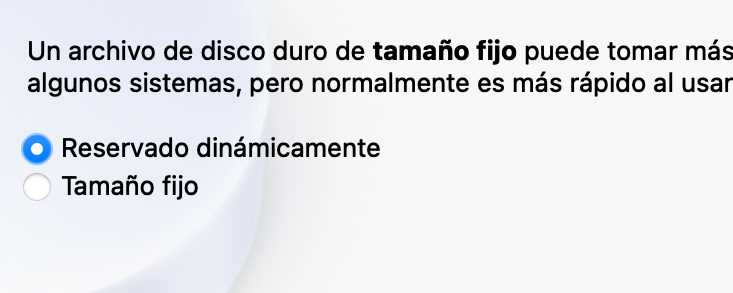 Un archivo de disco duro de tamaño fijo puede tomar más
algunos sistemas, pero normalmente es más rápido al usar
Reservado dinámicamente
Tamaño fijo